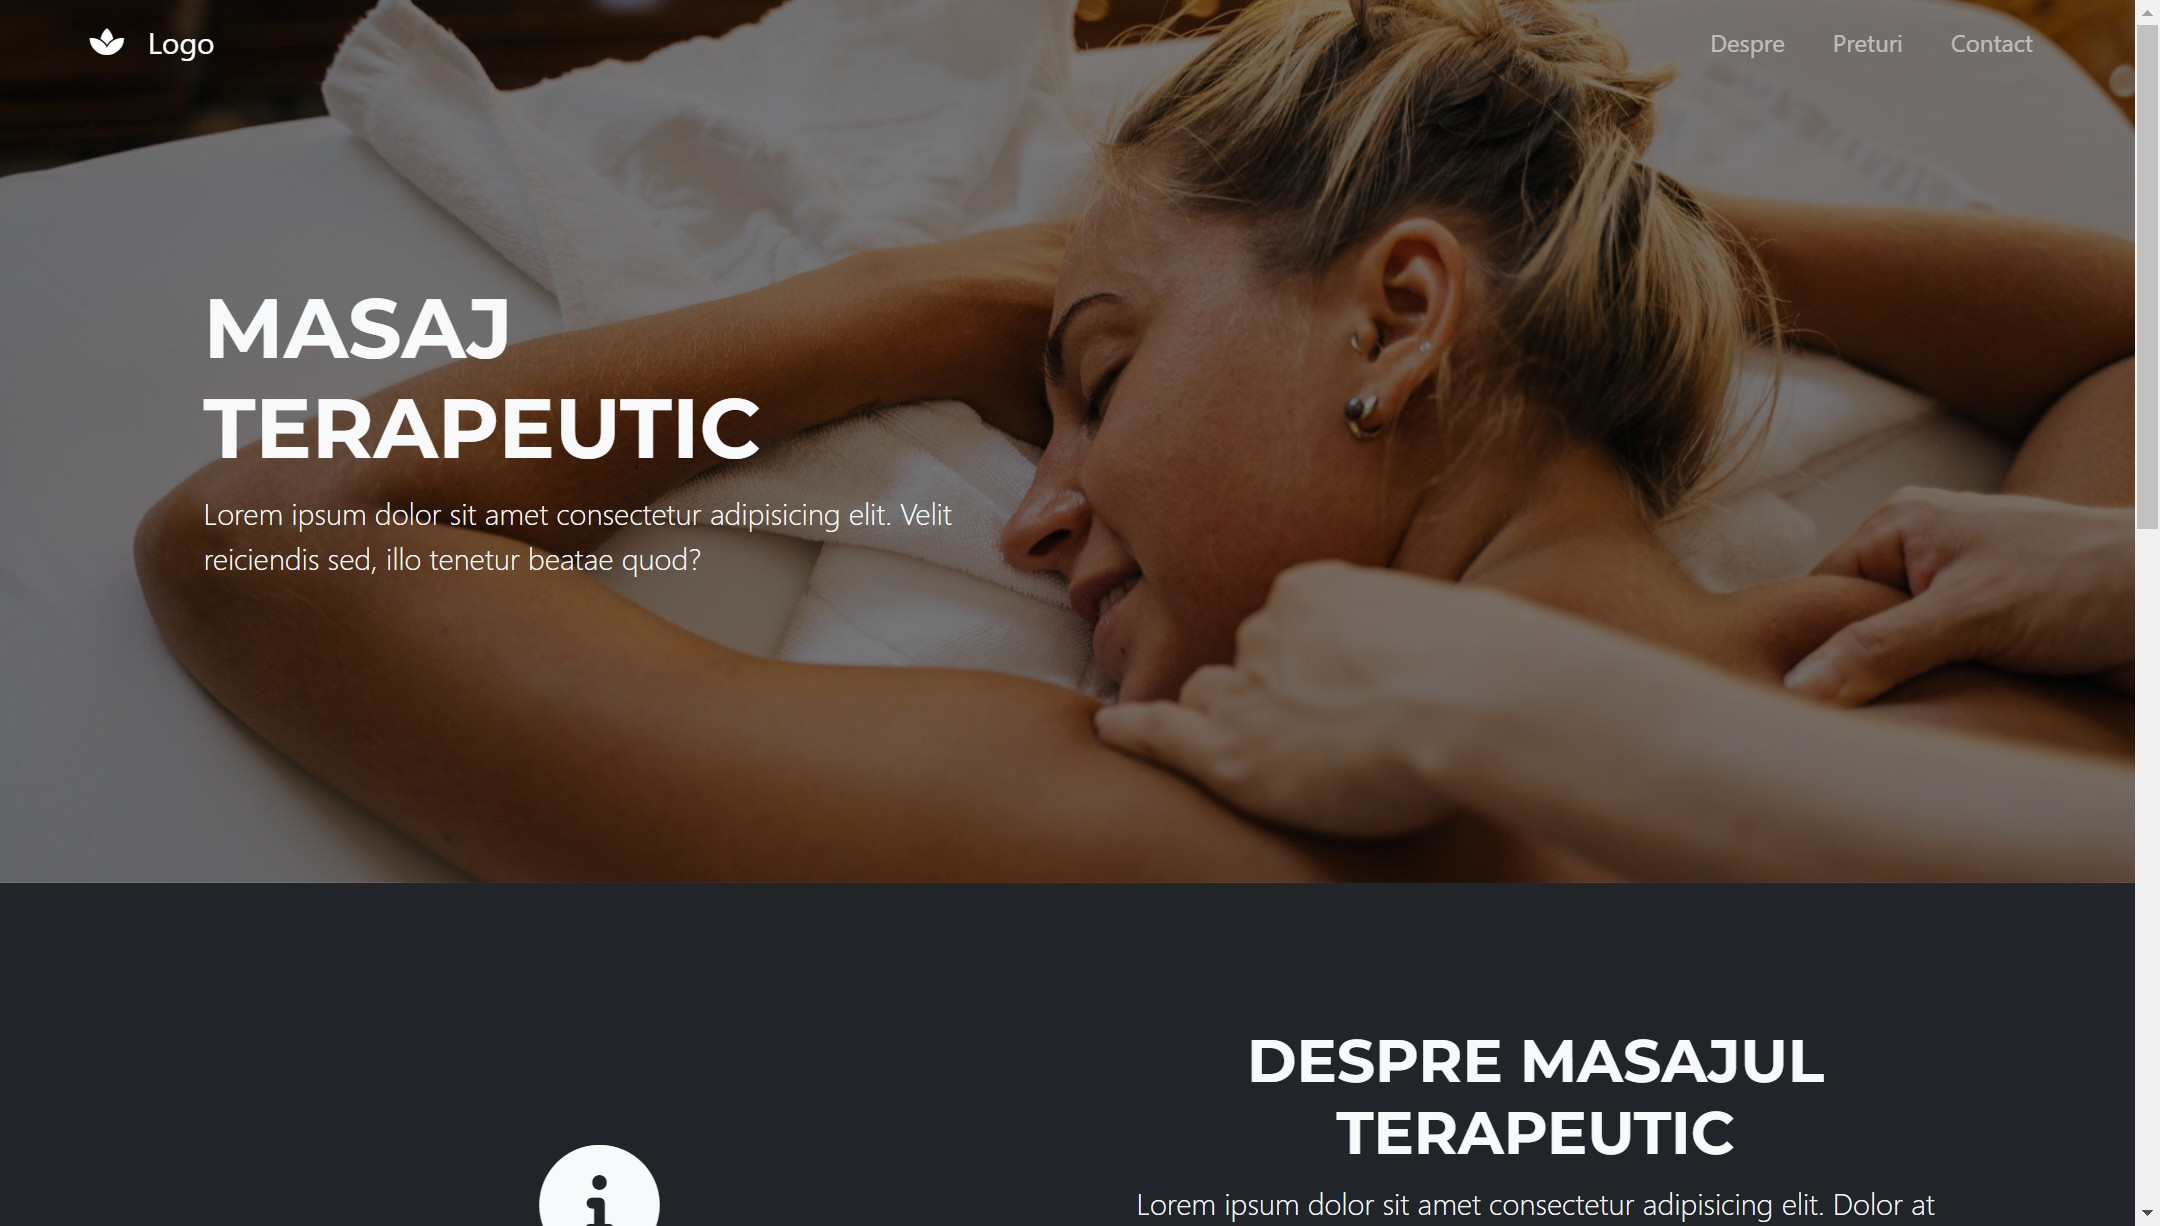 Logo
Despre
Preturi
Contact
MASAJ
TERAPEUTIC
Lorem ipsum dolor sit amet consectetur adipisicing elit. Velit
reiciendis sed, illo tenetur beatae quod?
DESPRE MASAJUL
TERAPEUTIC
Lorem ipsum dolor sit amet consectetur adipisicing elit. Dolor at